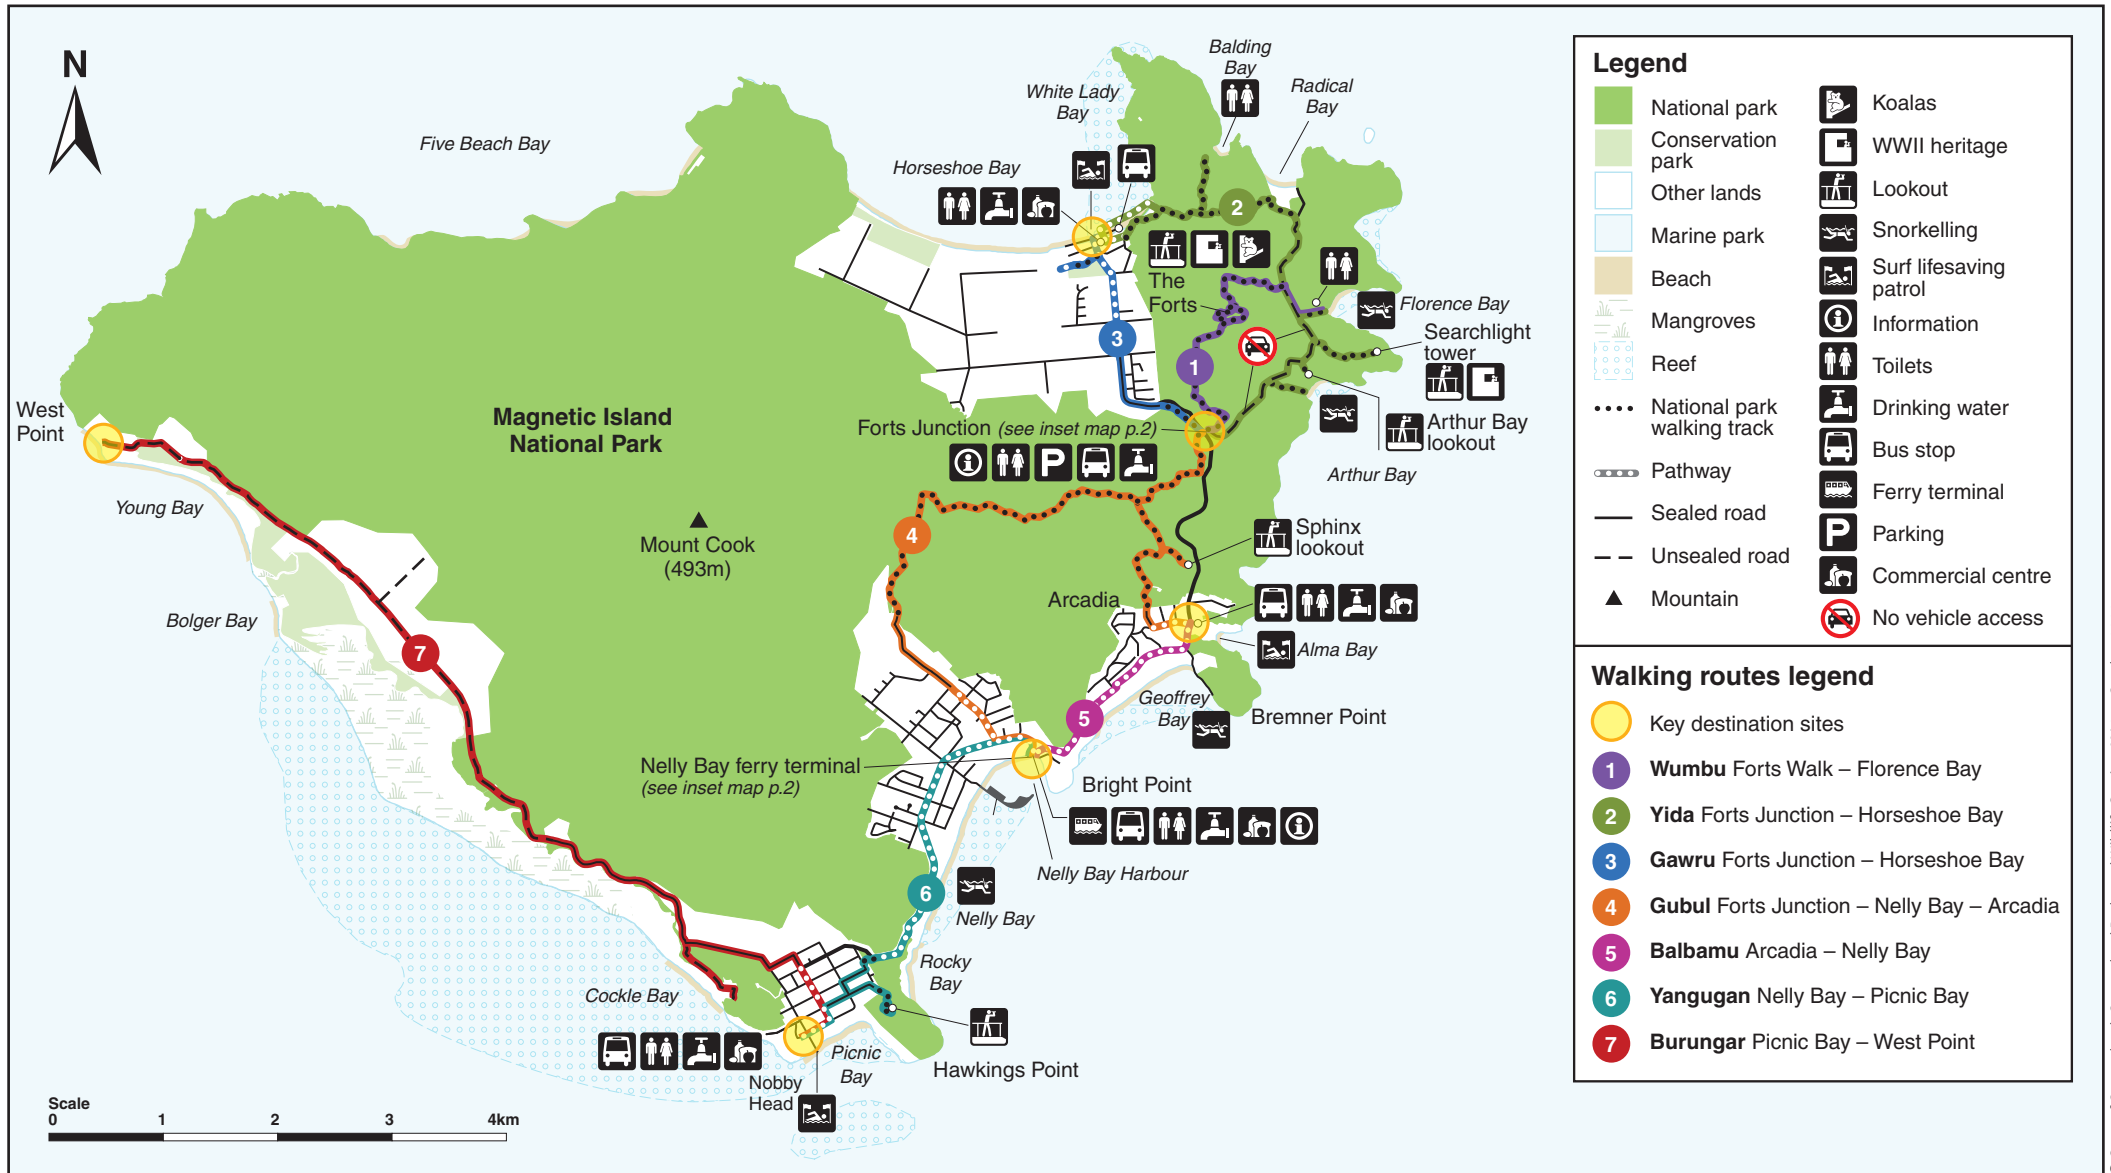 N
Five Beach Bay
White Lady
Bay
Balding
Bay
Radical
Bay
Horseshoe Bay
2
The
Forts
Florence Bay
Searchlight
tower
3
1
West
Point
Magnetic Island
National Park
Forts Junction (see inset map p.2)
P
Arthur Bay
lookout
Arthur Bay
Young Bay
Mount Cook
(493m)
4
Sphinx
lookout
Bolger Bay
Arcadia
7
Alma Bay
Geoffrey
Bay
5
Bremner Point
Nelly Bay ferry terminal
(see inset map p.2)
Bright Point
Nelly Bay Harbour
6
Nelly Bay
Rocky
Bay
Cockle Bay
Picnic
Bay
Hawkings Point
Nobby
Head
Scale
0 1 2 3 4km
Legend
National park
Conservation
park
Other lands
Marine park
Beach
Mangroves
Reef
National park
walking track
Pathway
Sealed road
Unsealed road
Mountain
Koalas
WWII heritage
Lookout
Snorkelling
Surf lifesaving
patrol
Information
Toilets
Drinking water
Bus stop
Ferry terminal
P Parking
Commercial centre
No vehicle access
Walking routes legend
Key destination sites
1 Wumbu Forts Walk – Florence Bay
2 Yida Forts Junction – Horseshoe Bay
3 Gawru Forts Junction – Horseshoe Bay
4 Gubul Forts Junction – Nelly Bay – Arcadia
5 Balbamu Arcadia – Nelly Bay
6 Yangugan Nelly Bay – Picnic Bay
7 Burungar Picnic Bay – West Point